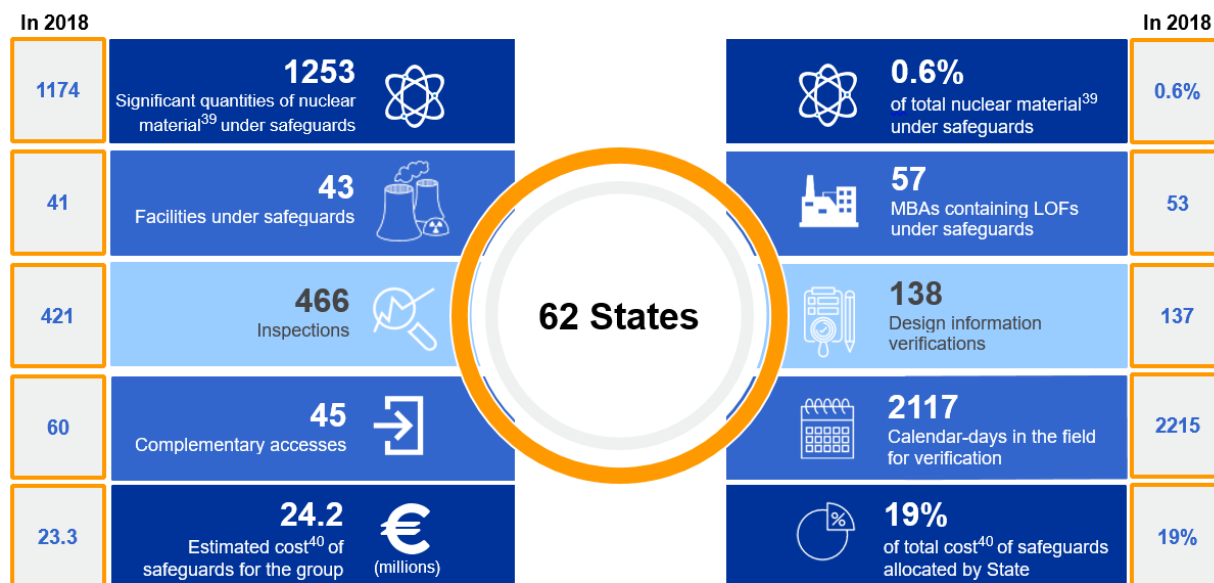 In 2018
In 2018
1174
1253
Significant quantities of nuclear
material39 under safeguards
0.6%
of total nuclear material39
under safeguards
0.6%
41
43
Facilities under safeguards
57
MBAs containing LOFs
under safeguards
53
421
466
Inspections
62 States
138
Design information
verifications
137
60
45
Complementary accesses
2117
Calendar-days in the field
for verification
2215
23.3
24.2
Estimated cost40 of
safeguards for the group
€
(millions)
%
19%
of total cost40 of safeguards
allocated by State
19%